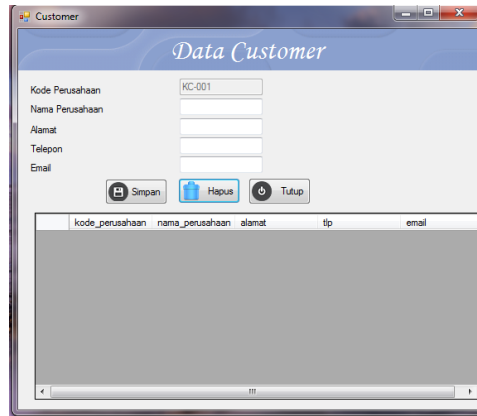 Customer
Data Customer
Kode Perusahaan KC-001
Nama Perusahaan
Alamat
Telepon
Email
Simpan Hapus Tutup
kode_perusahaan nama_perusahaan alamat tlp email